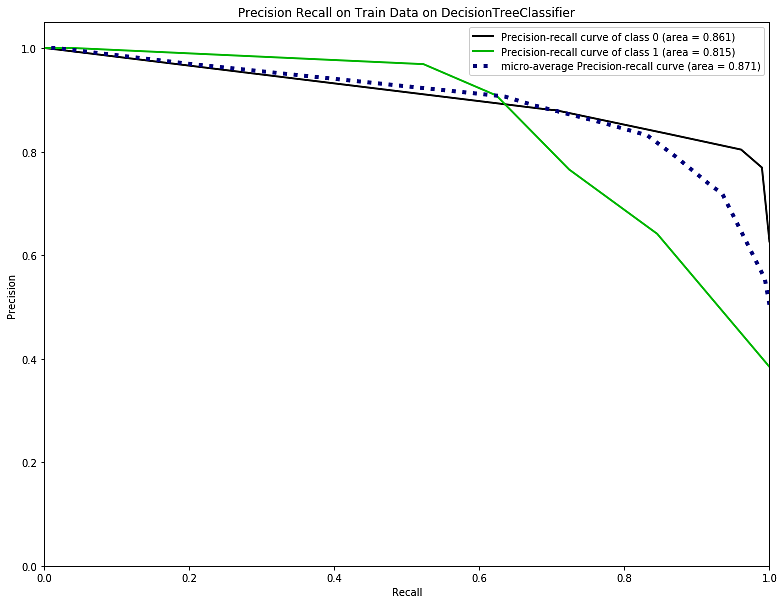 Precision Recall on Train Data on DecisionTreeClassifier
Precision-recall curve of class 0 (area = 0.861)
Precision-recall curve of class 1 (area = 0.815)
micro-average Precision-recall curve (area = 0.871)
1.0
0.8
0.6
0.4
0.2
0.0
Precision
0.0 0.2 0.4 0.6 0.8 1.0
Recall